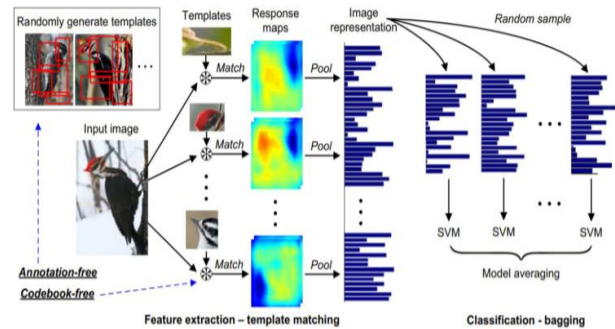 Randomly generate templates
...
Templates
Response
maps
Image
representation
Random sample
Match
Pool
Input image
Match
Pool
...
SVM
SVM
...
SVM
Match
Pool
Model averaging
Annotation-free
Codebook-free
Feature extraction – template matching
Classification - bagging